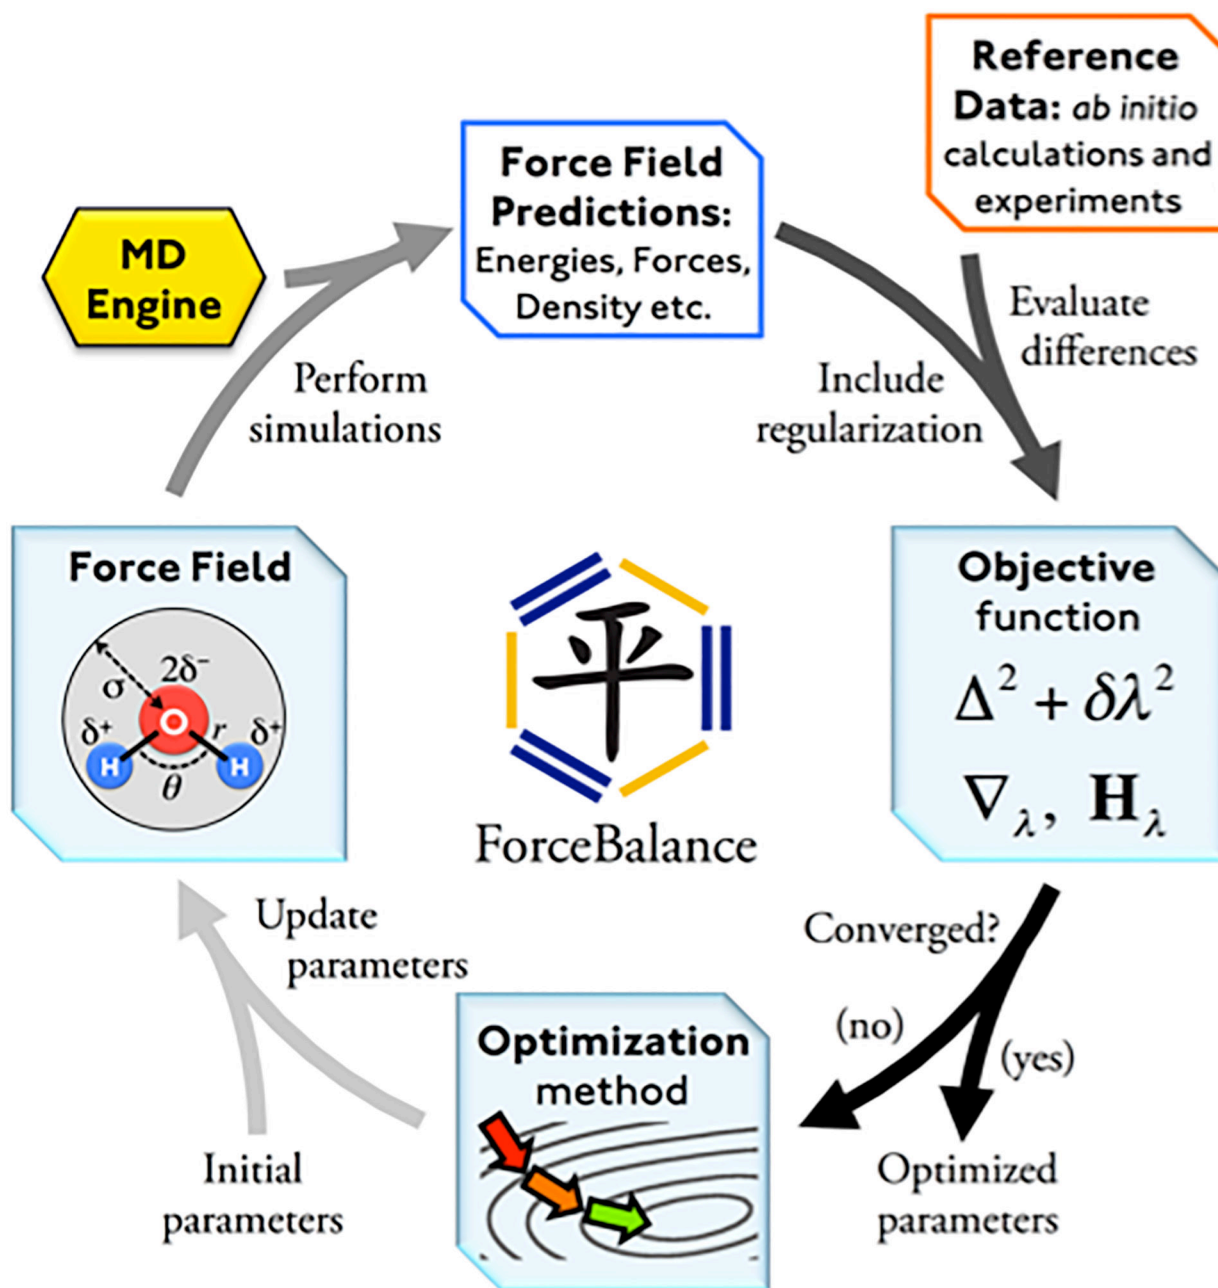 Reference
Data: ab initio
calculations and
experiments
Force Field
Predictions:
Energies, Forces,
Density etc.
MD
Engine
Perform
simulations
Include
regularization
Evaluate
differences
Force Field
σ
2δ⁻
O
δ⁺
r
δ⁺
H
θ
H
平
ForceBalance
Objective
function
Δ² + δλ²
∇λ, Hλ
Update
parameters
Converged?
(no)
(yes)
Optimization
method
Initial
parameters
Optimized
parameters